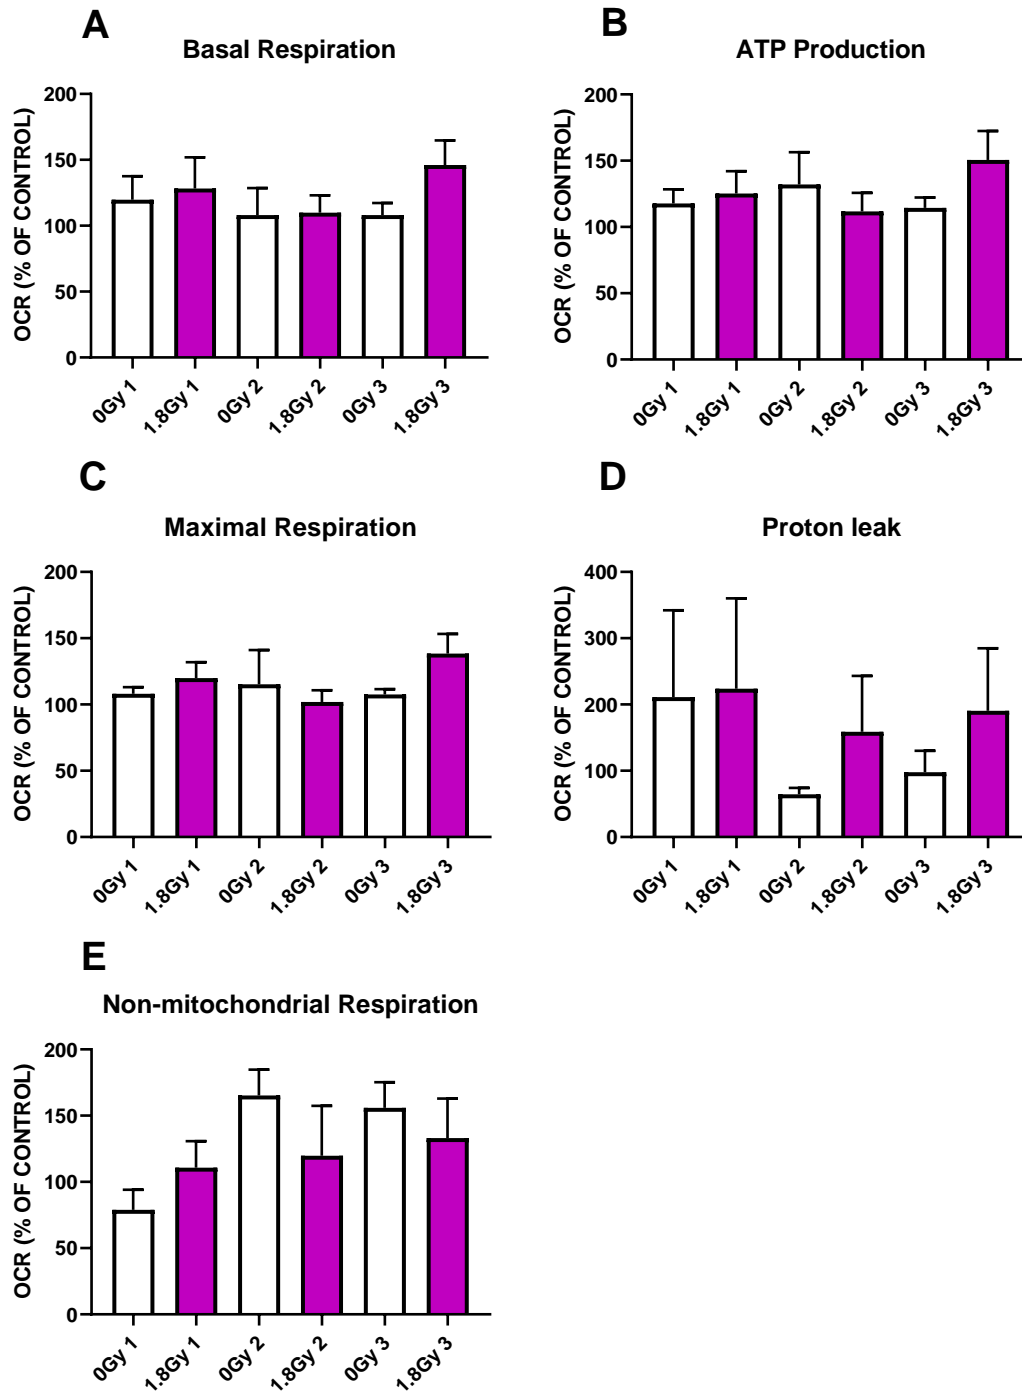 A
Basal Respiration
OCR (% OF CONTROL)
200
150
100
50
0
0Gy 1
1.8Gy 1
0Gy 2
1.8Gy 2
0Gy 3
1.8Gy 3
B
ATP Production
OCR (% OF CONTROL)
200
150
100
50
0
0Gy 1
1.8Gy 1
0Gy 2
1.8Gy 2
0Gy 3
1.8Gy 3
C
Maximal Respiration
OCR (% OF CONTROL)
200
150
100
50
0
0Gy 1
1.8Gy 1
0Gy 2
1.8Gy 2
0Gy 3
1.8Gy 3
D
Proton leak
OCR (% OF CONTROL)
400
300
200
100
0
0Gy 1
1.8Gy 1
0Gy 2
1.8Gy 2
0Gy 3
1.8Gy 3
E
Non-mitochondrial Respiration
OCR (% OF CONTROL)
200
150
100
50
0
0Gy 1
1.8Gy 1
0Gy 2
1.8Gy 2
0Gy 3
1.8Gy 3